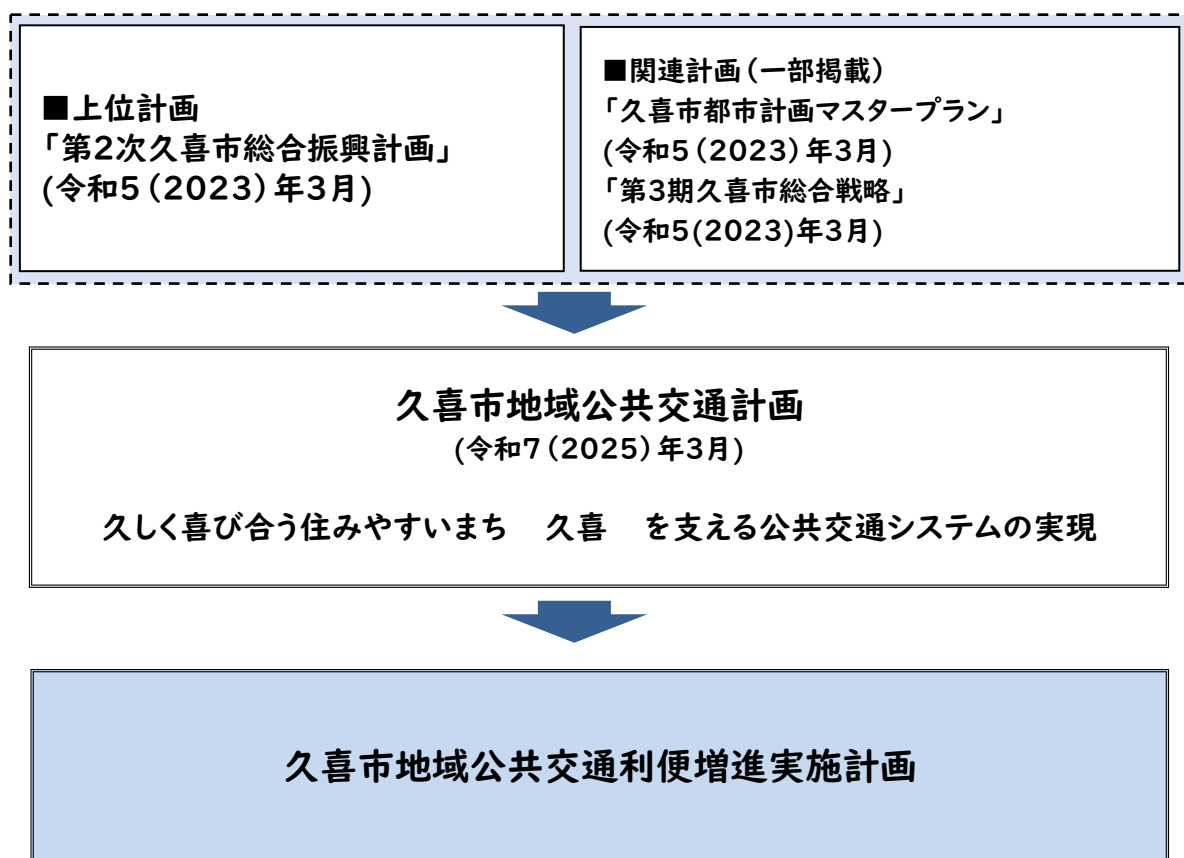 ■上位計画
「第2次久喜市総合振興計画」
(令和5(2023)年3月)
■関連計画(一部掲載)
「久喜市都市計画マスタープラン」
(令和5(2023)年3月)
「第3期久喜市総合戦略」
(令和5(2023)年3月)
久喜市地域公共交通計画
(令和7(2025)年3月)
久しく喜び合う住みやすいまち　久喜　を支える公共交通システムの実現
久喜市地域公共交通利便増進実施計画